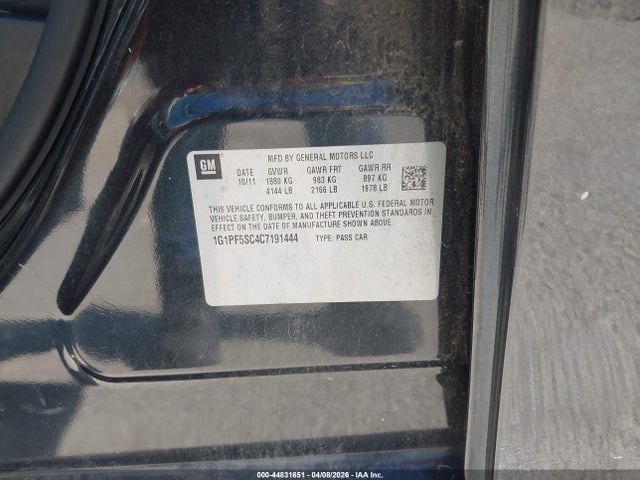 GM
MFD BY GENERAL MOTORS LLC
DATE GVWR GAWR FRT GAWR RR
10/11 1880 KG 983 KG 897 KG
4144 LB 2166 LB 1978 LB
THIS VEHICLE CONFORMS TO ALL APPLICABLE U.S. FEDERAL MOTOR
VEHICLE SAFETY, BUMPER, AND THEFT PREVENTION STANDARDS IN
EFFECT ON THE DATE OF MANUFACTURE SHOWN ABOVE.
1G1PF5SC4C7191444 TYPE: PASS CAR
000-44831651 - 04/08/2026 - IAA Inc.